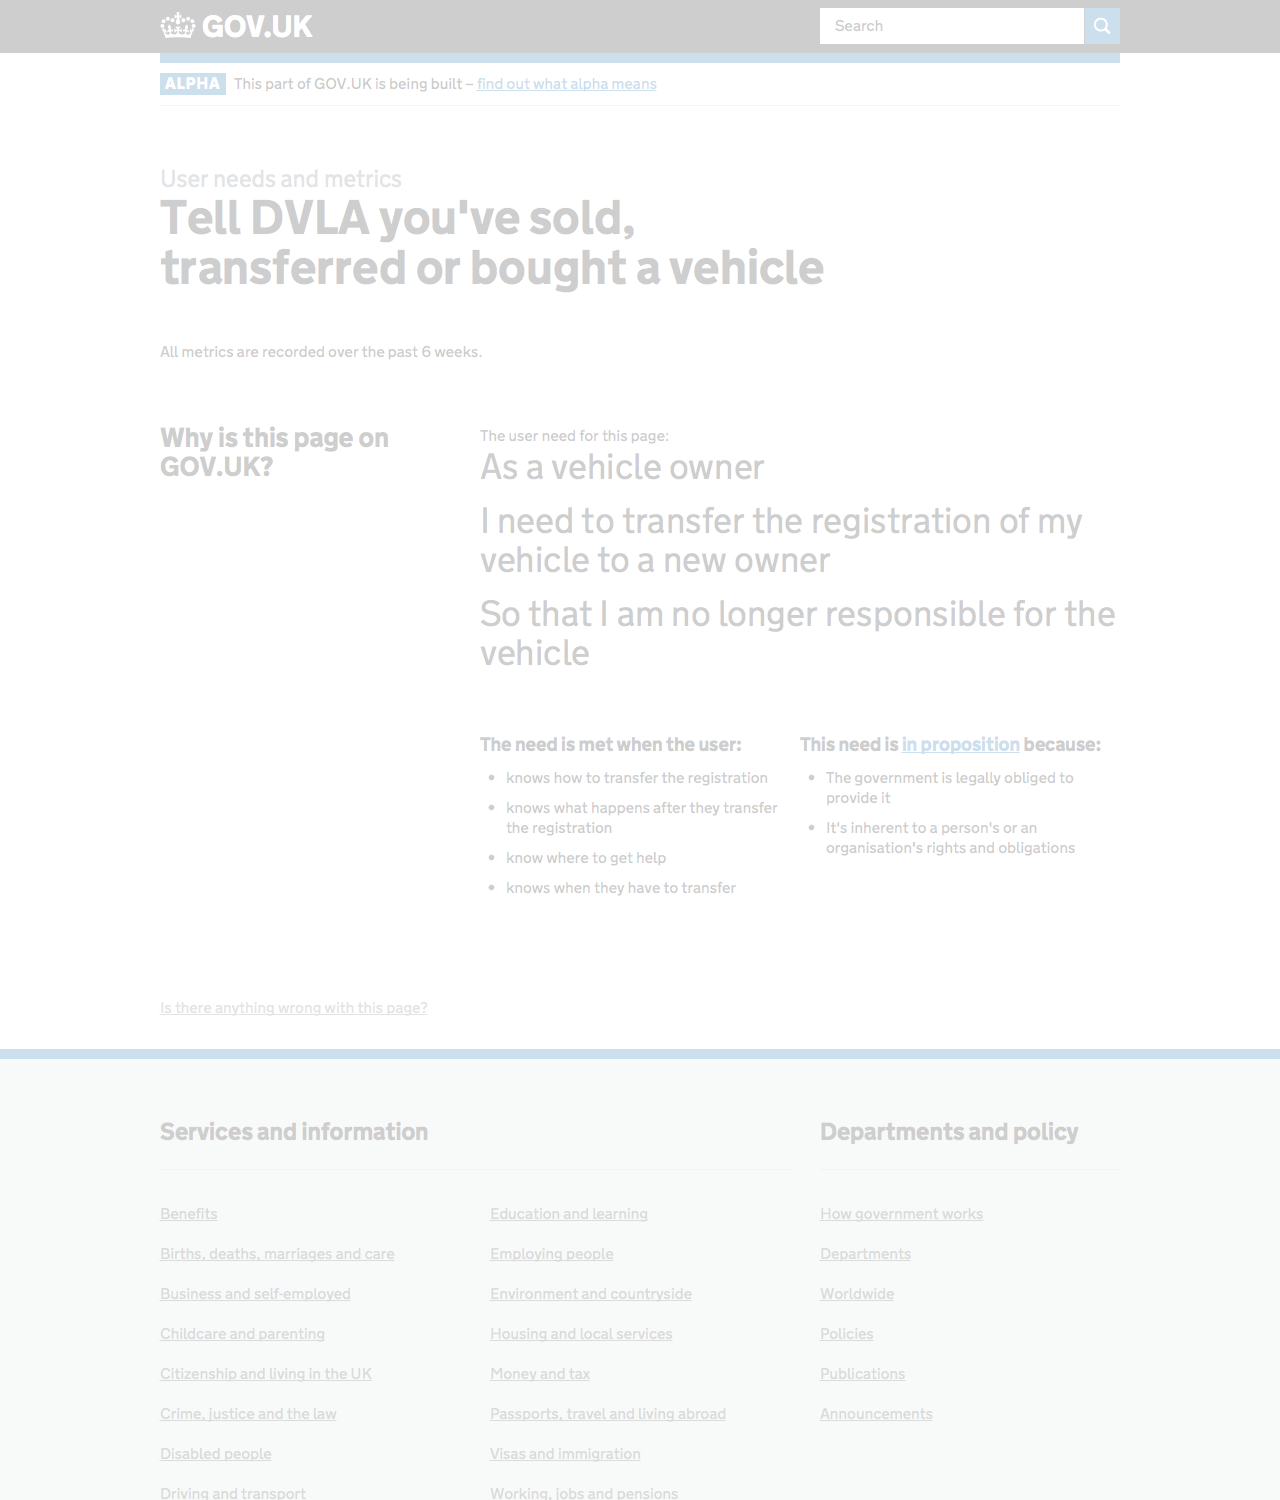 GOV.UK
Search
ALPHA This part of GOV.UK is being built – find out what alpha means
User needs and metrics
Tell DVLA you've sold,
transferred or bought a vehicle
All metrics are recorded over the past 6 weeks.
Why is this page on
GOV.UK?
The user need for this page:
As a vehicle owner
I need to transfer the registration of my
vehicle to a new owner
So that I am no longer responsible for the
vehicle
The need is met when the user:
• knows how to transfer the registration
• knows what happens after they transfer
the registration
• know where to get help
• knows when they have to transfer
This need is in proposition because:
• The government is legally obliged to
provide it
• It's inherent to a person's or an
organisation's rights and obligations
Is there anything wrong with this page?
Services and information
Benefits
Births, deaths, marriages and care
Business and self-employed
Childcare and parenting
Citizenship and living in the UK
Crime, justice and the law
Disabled people
Driving and transport
Education and learning
Employing people
Environment and countryside
Housing and local services
Money and tax
Passports, travel and living abroad
Visas and immigration
Working, jobs and pensions
Departments and policy
How government works
Departments
Worldwide
Policies
Publications
Announcements